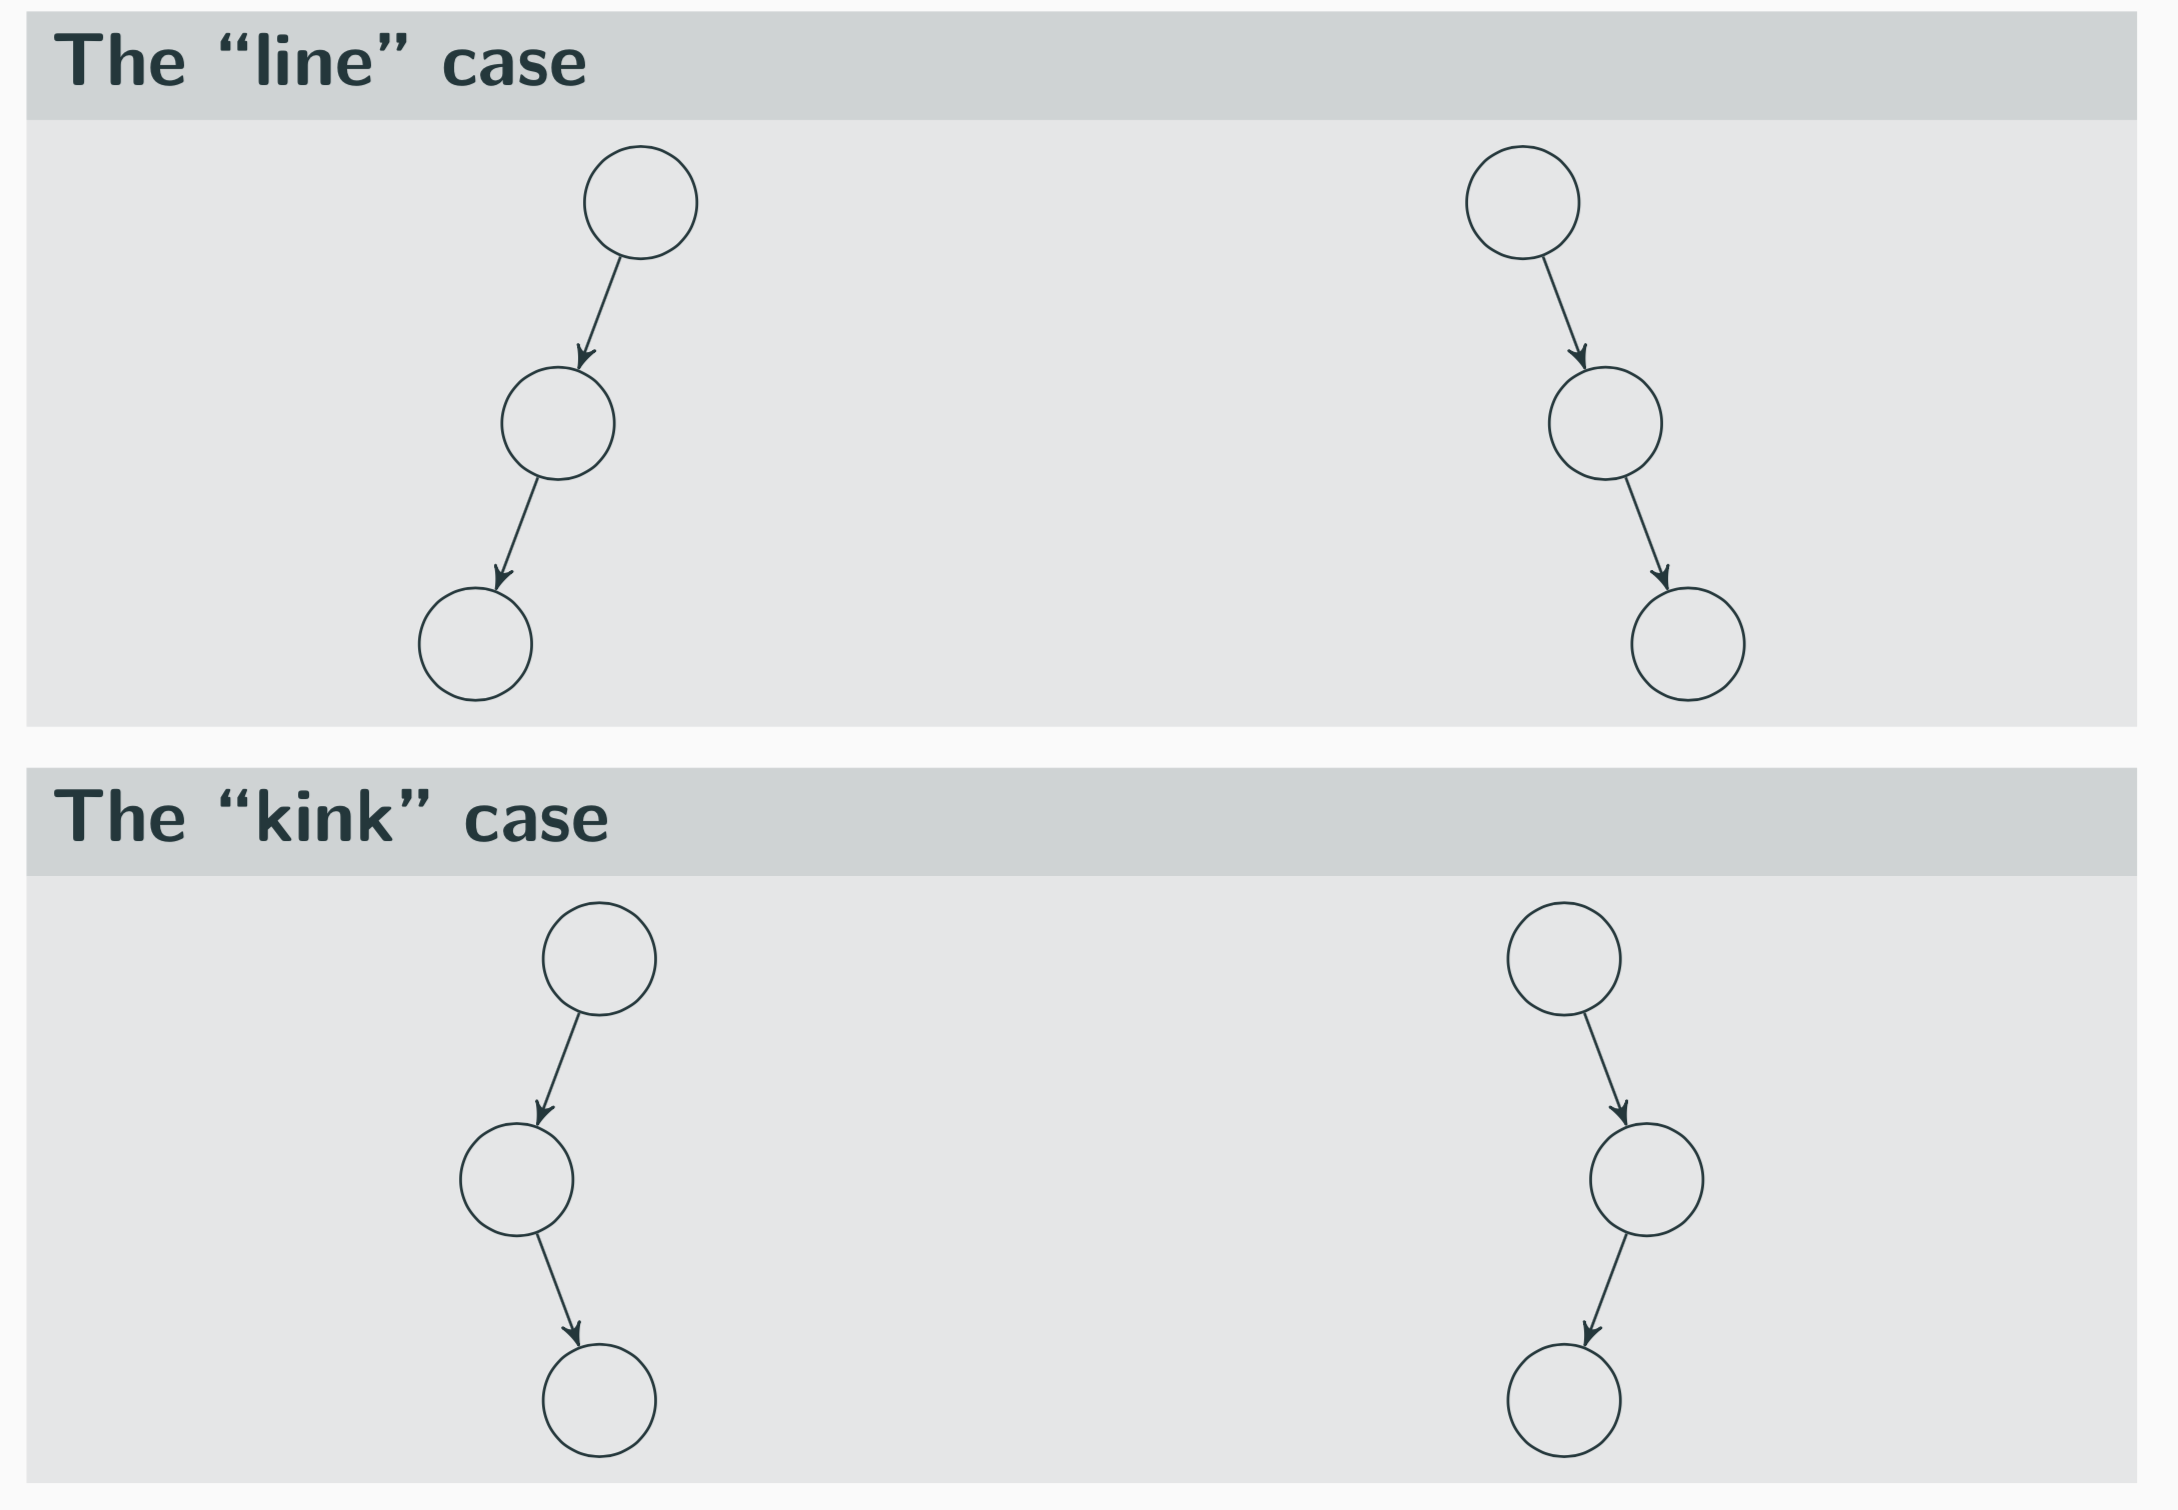 The “line” case
The “kink” case